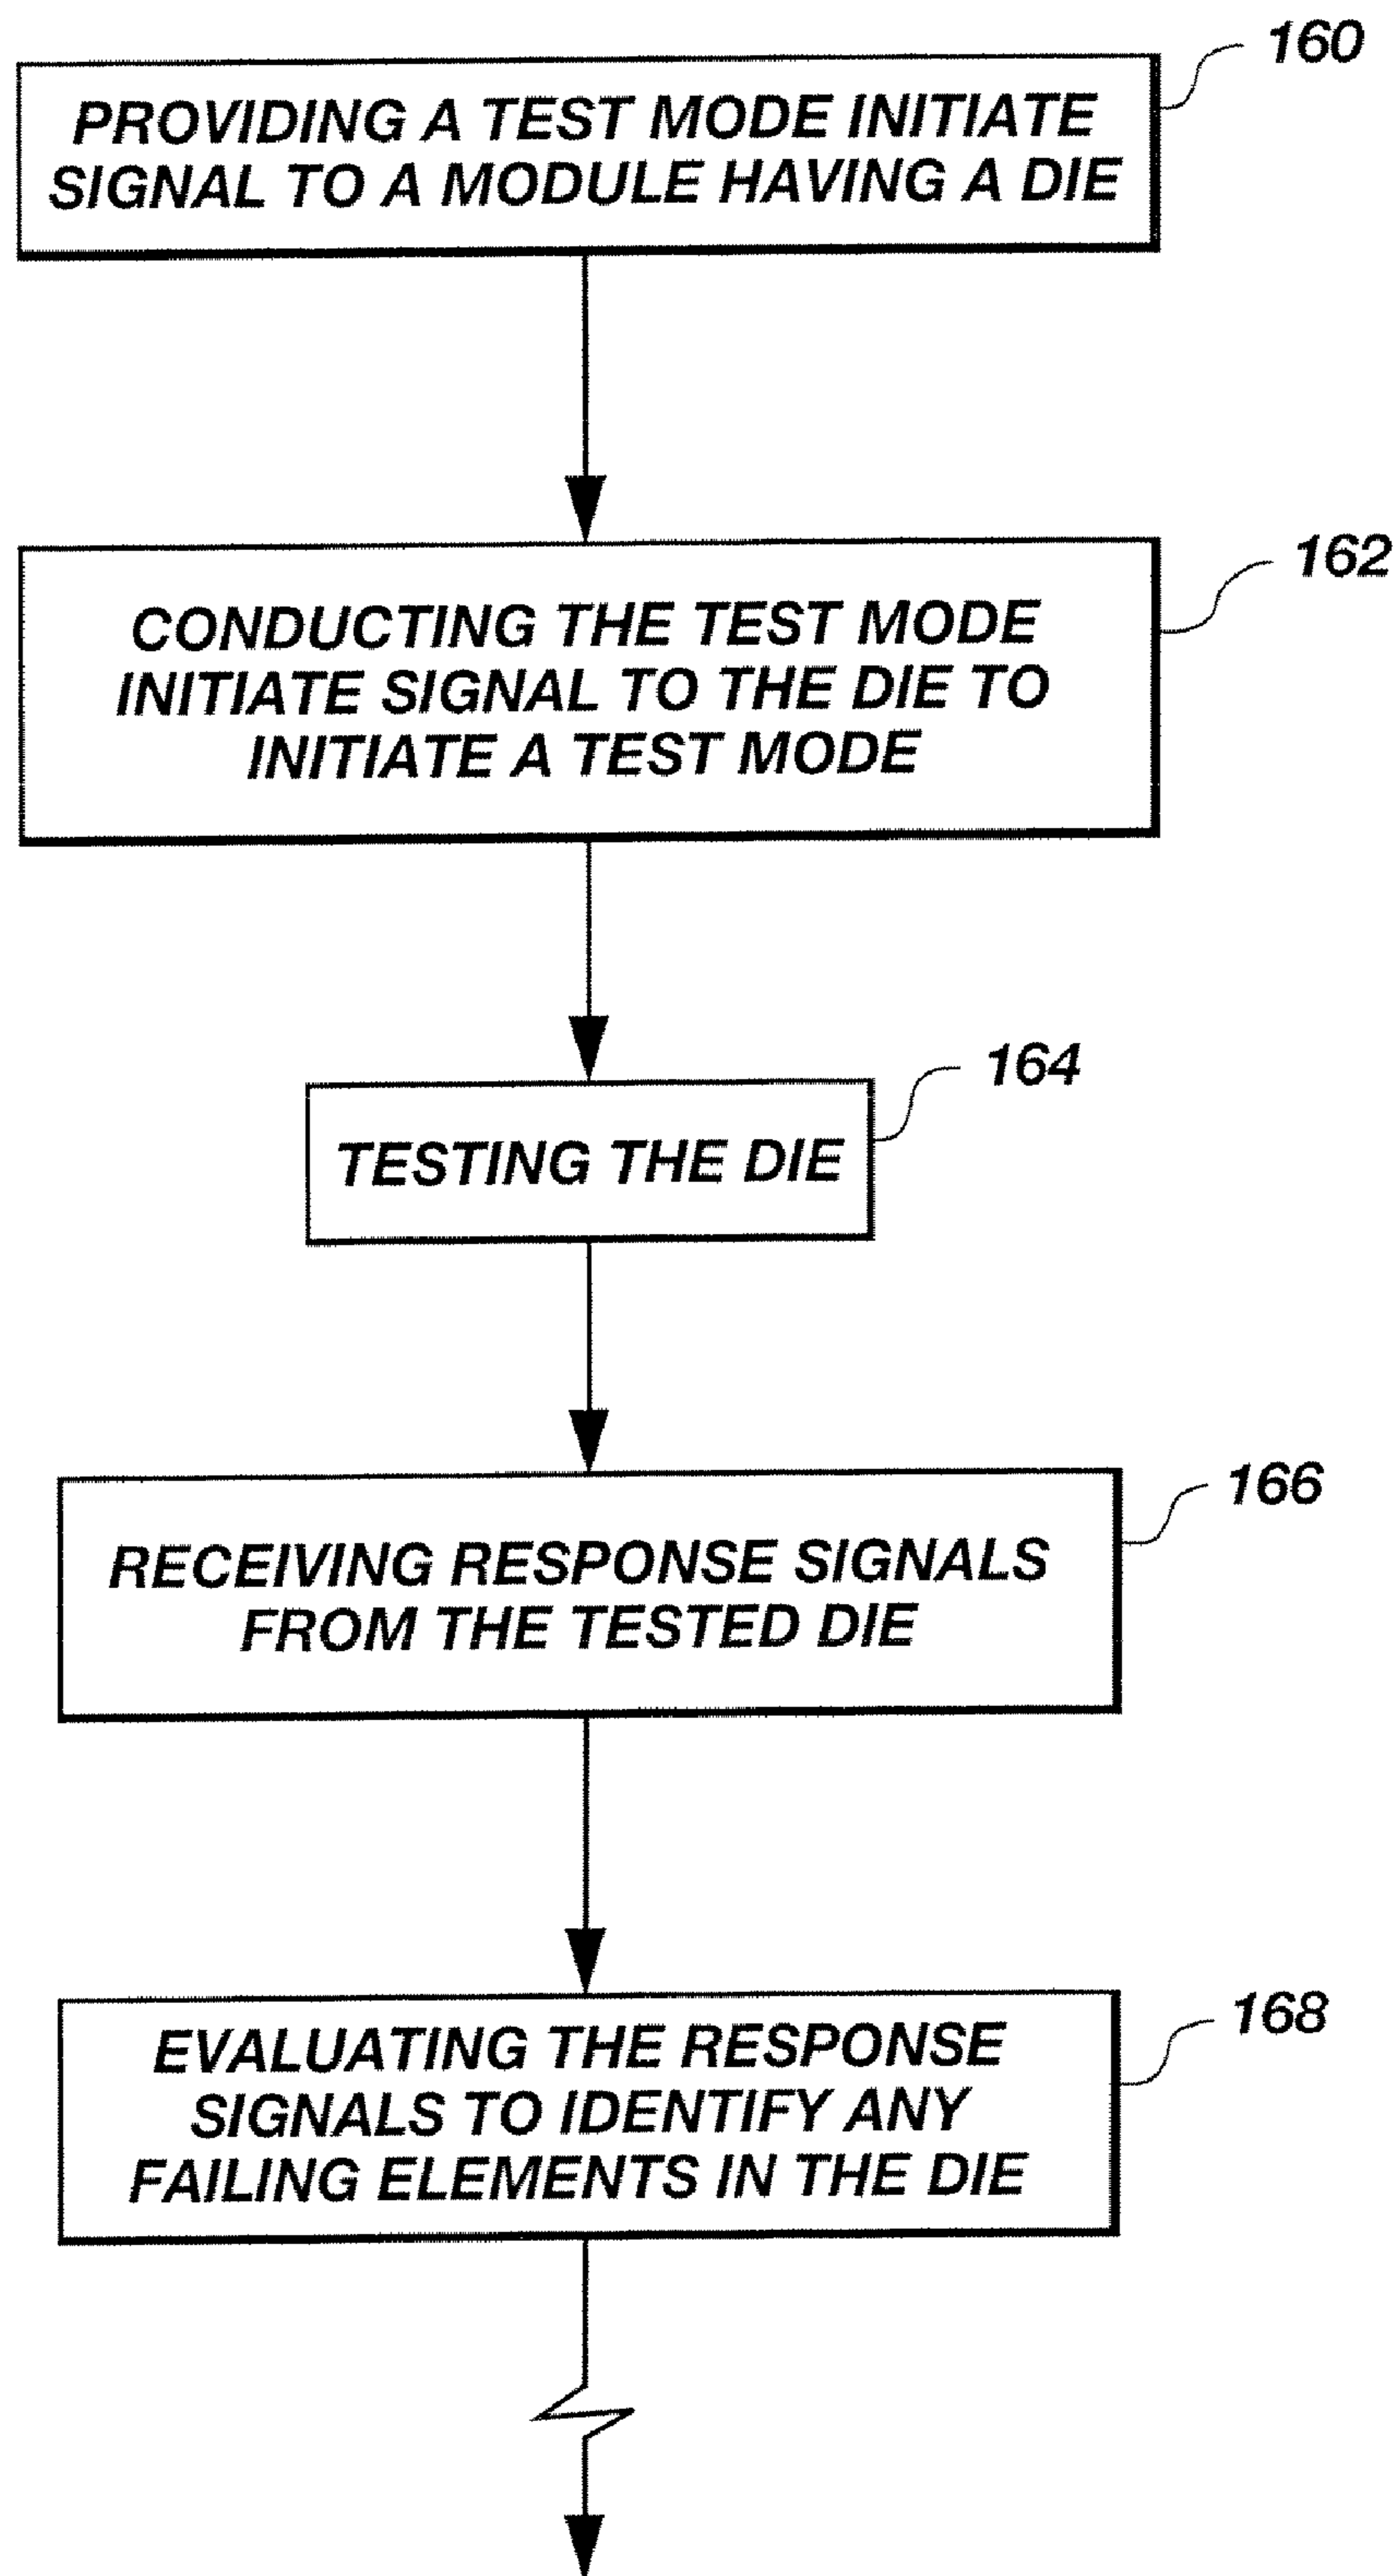 160
PROVIDING A TEST MODE INITIATE
SIGNAL TO A MODULE HAVING A DIE
162
CONDUCTING THE TEST MODE
INITIATE SIGNAL TO THE DIE TO
INITIATE A TEST MODE
164
TESTING THE DIE
166
RECEIVING RESPONSE SIGNALS
FROM THE TESTED DIE
168
EVALUATING THE RESPONSE
SIGNALS TO IDENTIFY ANY
FAILING ELEMENTS IN THE DIE